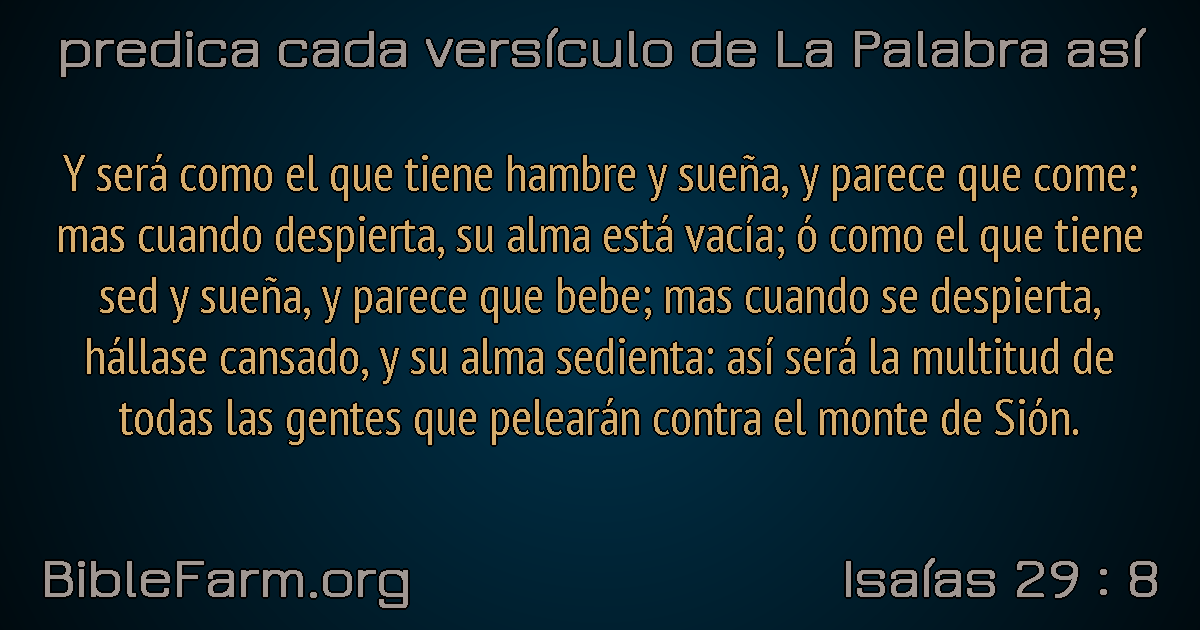 predica cada versículo de La Palabra así
Y será como el que tiene hambre y sueña, y parece que come;
mas cuando despierta, su alma está vacía; ó como el que tiene
sed y sueña, y parece que bebe; mas cuando se despierta,
hállase cansado, y su alma sedienta: así será la multitud de
todas las gentes que pelearán contra el monte de Sión.
BibleFarm.org
Isaías 29 : 8